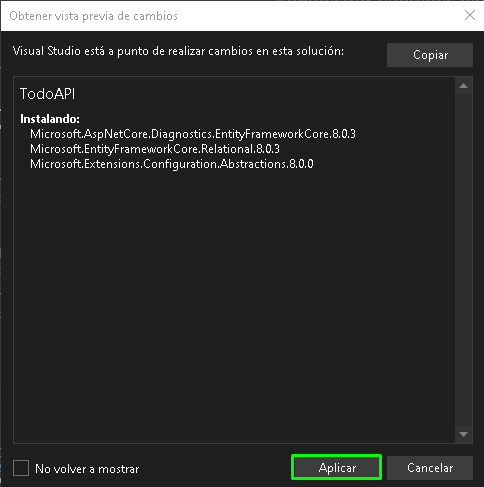 Obtener vista previa de cambios
Visual Studio está a punto de realizar cambios en esta solución:
Copiar
TodoAPI
Instalando:
Microsoft.AspNetCore.Diagnostics.EntityFrameworkCore.8.0.3
Microsoft.EntityFrameworkCore.Relational.8.0.3
Microsoft.Extensions.Configuration.Abstractions.8.0.0
No volver a mostrar
Aplicar
Cancelar